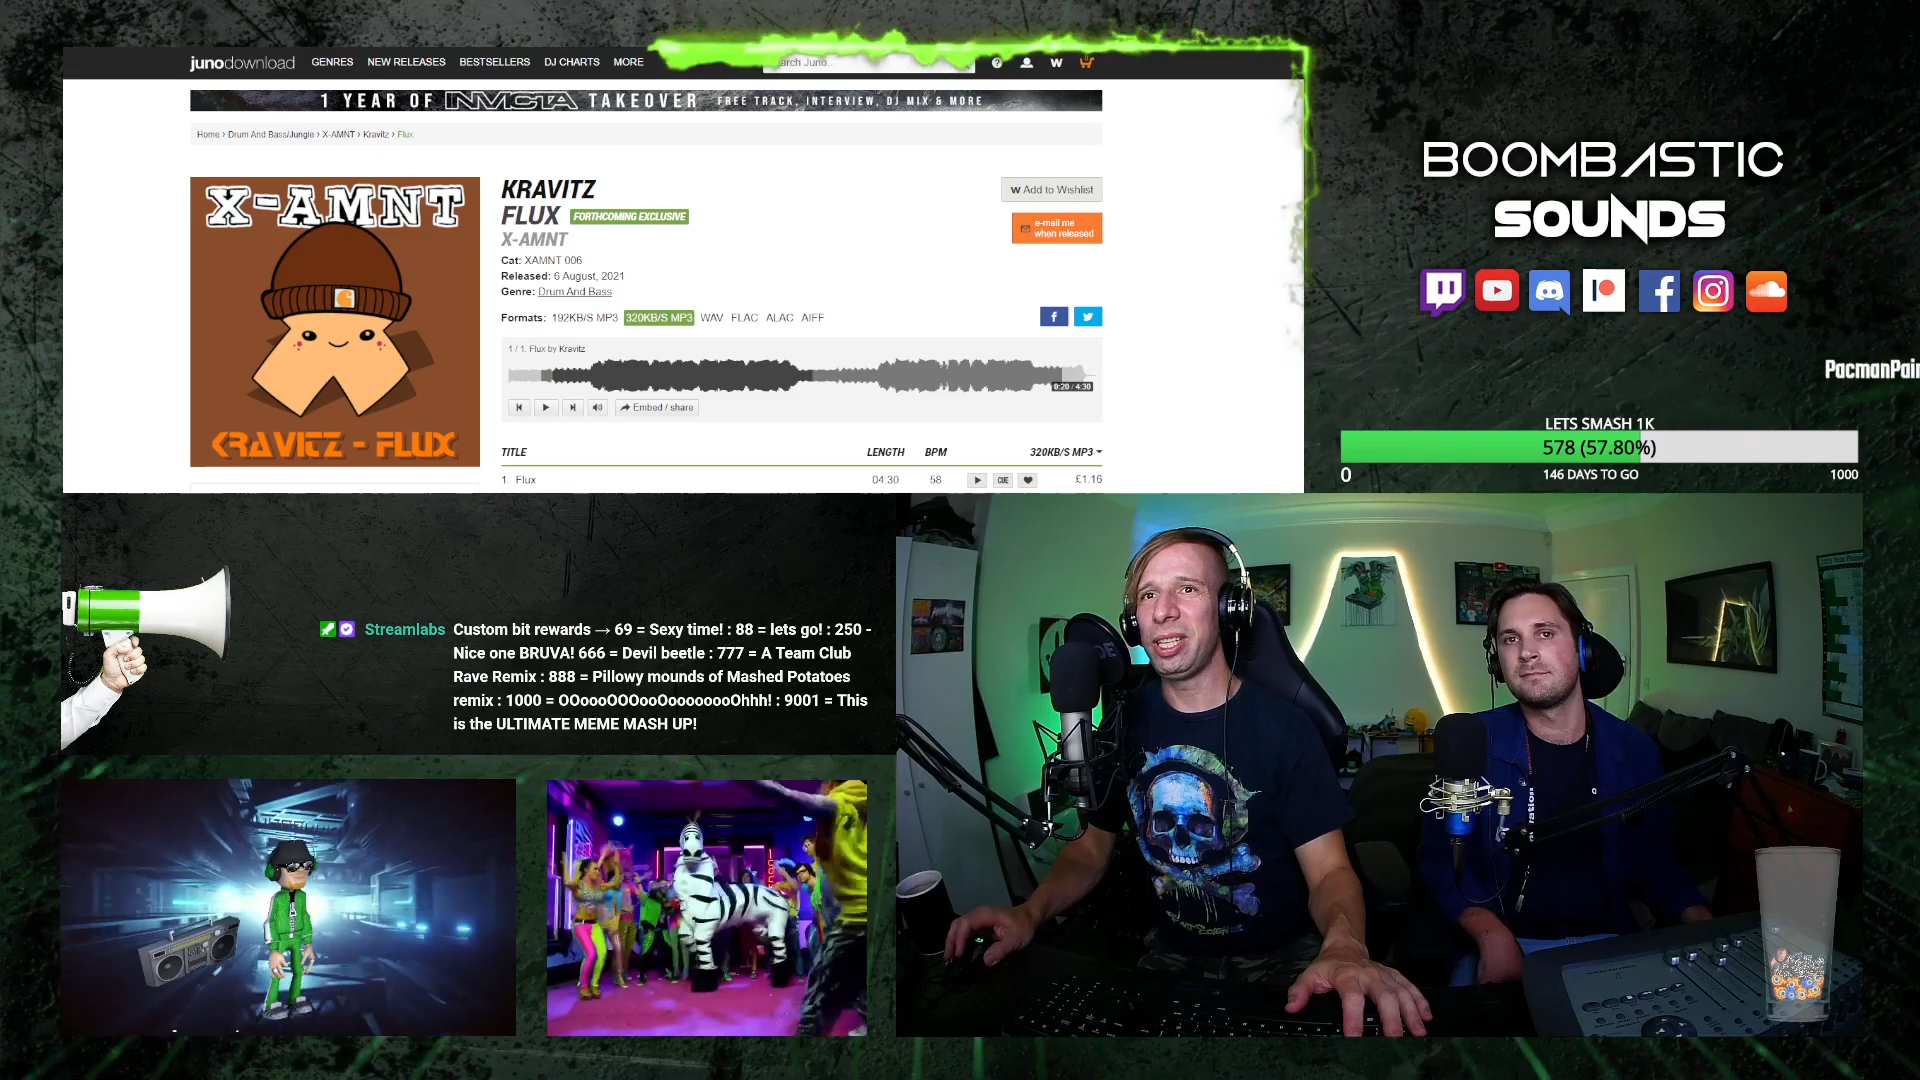 junodownload GENRES NEW RELEASES BESTSELLERS DJ CHARTS MORE
arch Juno...
W
1 YEAR OF INVICTA TAKEOVER FREE TRACK, INTERVIEW, DJ MIX & MORE
Home › Drum And Bass/Jungle › X-AMNT › Kravitz › Flux
X-AMNT
KRAVITZ - FLUX
KRAVITZ
FLUX FORTHCOMING EXCLUSIVE
X-AMNT
Cat: XAMNT 006
Released: 6 August, 2021
Genre: Drum And Bass
Formats: 192KB/S MP3 320KB/S MP3 WAV FLAC ALAC AIFF
W Add to Wishlist
e-mail me
when released
1 / 1. Flux by Kravitz
0:20 / 4:30
Embed / share
TITLE LENGTH BPM 320KB/S MP3
1. Flux 04:30 58 CUE £1.16
BOOMBASTIC
SOUNDS
PacmanPair
LETS SMASH 1K
578 (57.80%)
0 146 DAYS TO GO 1000
Streamlabs Custom bit rewards → 69 = Sexy time! : 88 = lets go! : 250 -
Nice one BRUVA! 666 = Devil beetle : 777 = A Team Club
Rave Remix : 888 = Pillowy mounds of Mashed Potatoes
remix : 1000 = OOoooOOOooOoooooooOhhh! : 9001 = This
is the ULTIMATE MEME MASH UP!